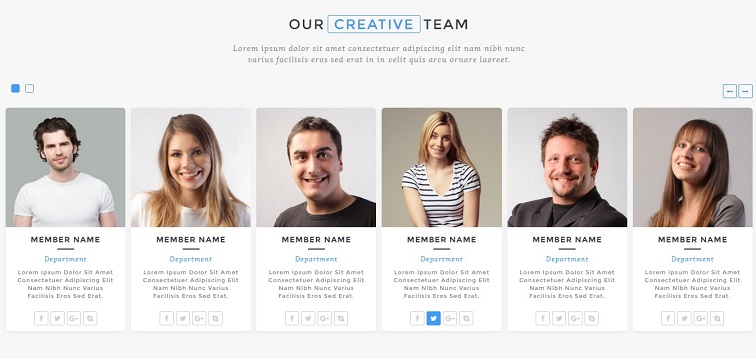 OUR CREATIVE TEAM
Lorem ipsum dolor sit amet consectetuer adipiscing elit nam nibh nunc
varius facilisis eros sed erat in in velit quis arcu ornare laoreet.
MEMBER NAME
Department
Lorem Ipsum Dolor Sit Amet
Consectetuer Adipiscing Elit
Nam Nibh Nunc Varius
Facilisis Eros Sed Erat.
MEMBER NAME
Department
Lorem Ipsum Dolor Sit Amet
Consectetuer Adipiscing Elit
Nam Nibh Nunc Varius
Facilisis Eros Sed Erat.
MEMBER NAME
Department
Lorem Ipsum Dolor Sit Amet
Consectetuer Adipiscing Elit
Nam Nibh Nunc Varius
Facilisis Eros Sed Erat.
MEMBER NAME
Department
Lorem Ipsum Dolor Sit Amet
Consectetuer Adipiscing Elit
Nam Nibh Nunc Varius
Facilisis Eros Sed Erat.
MEMBER NAME
Department
Lorem Ipsum Dolor Sit Amet
Consectetuer Adipiscing Elit
Nam Nibh Nunc Varius
Facilisis Eros Sed Erat.
MEMBER NAME
Department
Lorem Ipsum Dolor Sit Amet
Consectetuer Adipiscing Elit
Nam Nibh Nunc Varius
Facilisis Eros Sed Erat.